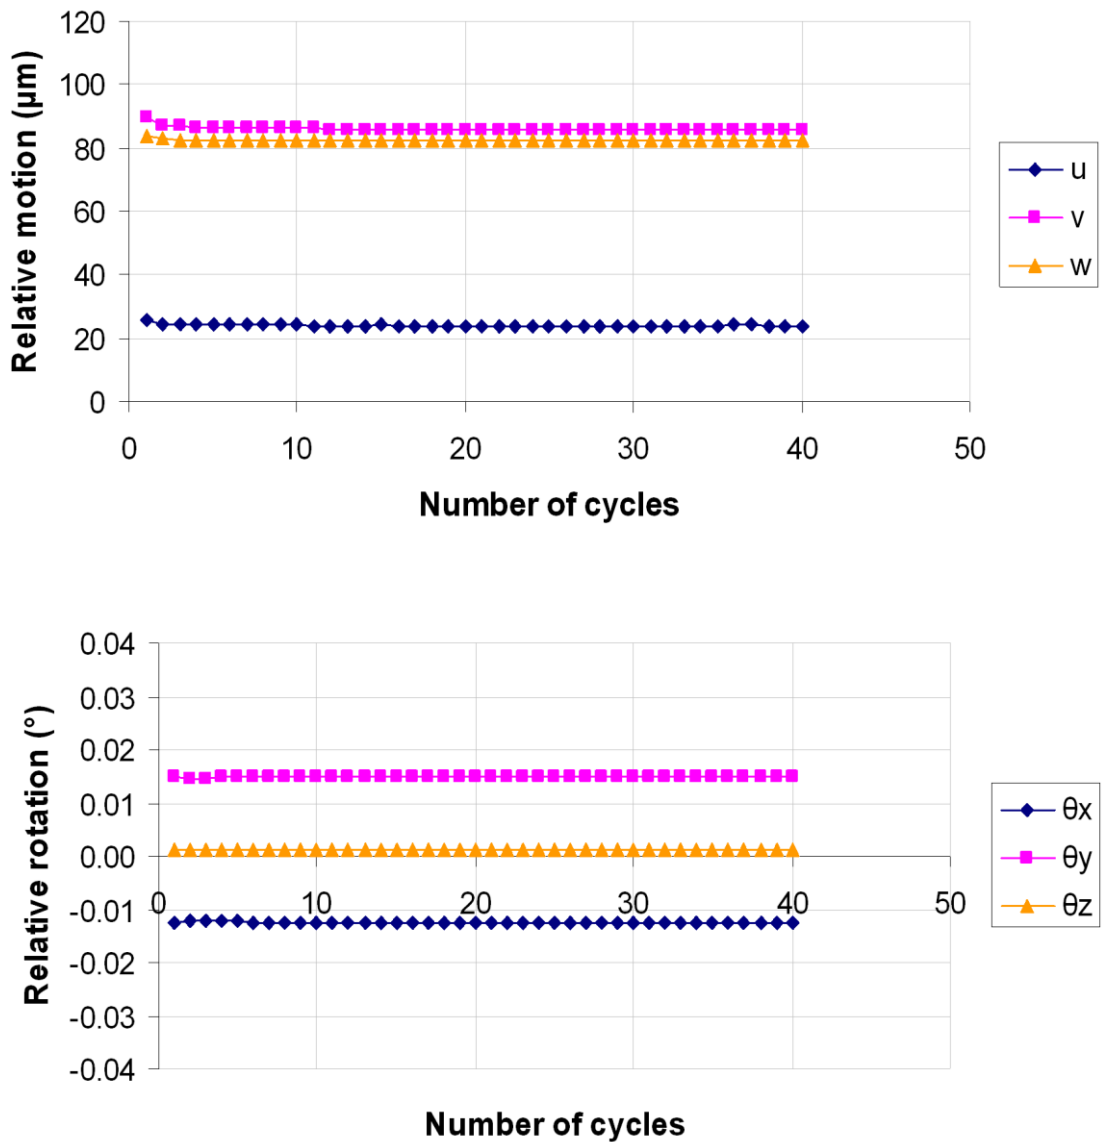 120
100
80
60
40
20
0
Relative motion (µm)
0 10 20 30 40 50
Number of cycles
u
v
w
0.04
0.03
0.02
0.01
0.00
-0.01
-0.02
-0.03
-0.04
Relative rotation (°)
0 10 20 30 40 50
Number of cycles
θx
θy
θz